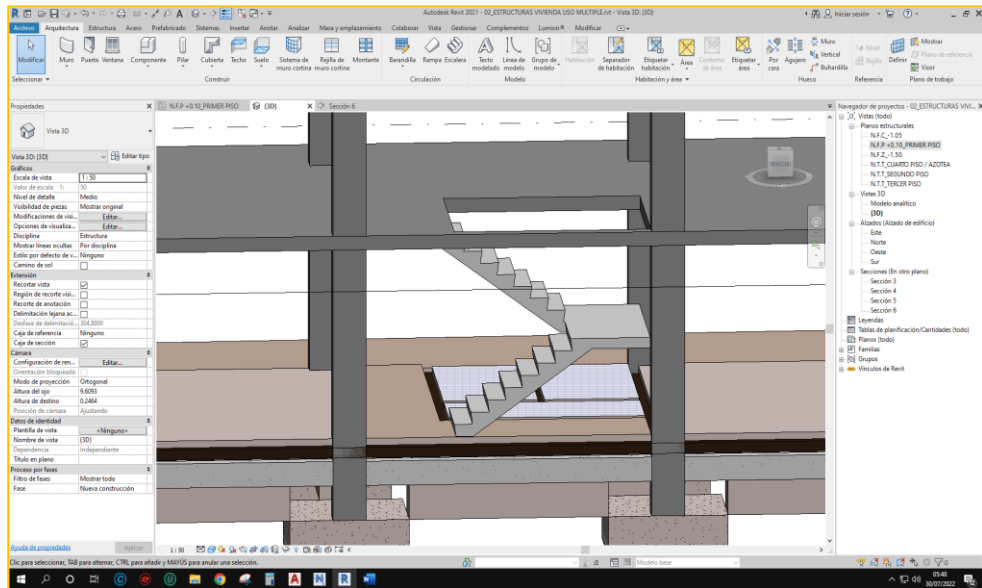 Autodesk Revit 2021 - 02_ESTRUCTURAS VIVIENDA USO MULTIPLE.rvt - Vista 3D: {3D}
Iniciar sesión
Archivo Arquitectura Estructura Acero Prefabricado Sistemas Insertar Anotar Analizar Masa y emplazamiento Colaborar Vista Gestionar Complementos Lumion® Modificar
Modificar Muro Puerta Ventana Componente Pilar Cubierta Techo Suelo Sistema de muro cortina Rejilla de muro cortina Montante Barandilla Rampa Escalera Texto modelado Línea de modelo Grupo de modelo Habitación Separador de habitación Etiquetar habitación Área Contorno de área Etiquetar área Por cara Agujero Muro Vertical Buhardilla Nivel Rejilla Definir Mostrar Plano de referencia Visor
Seleccionar Construir Circulación Modelo Habitación y área Hueco Referencia Plano de trabajo
Propiedades
N.F.P +0.10_PRIMER PISO {3D} Sección 6
Vista 3D
Vista 3D: {3D} Editar tipo
Gráficos
Escala de vista 1 : 50
Valor de escala 1: 50
Nivel de detalle Medio
Visibilidad de piezas Mostrar original
Modificaciones de visi... Editar...
Opciones de visualiza... Editar...
Disciplina Estructura
Mostrar líneas ocultas Por disciplina
Estilo por defecto de v... Ninguno
Camino de sol
Extensión
Recortar vista
Región de recorte visi...
Recorte de anotación
Delimitación lejana ac...
Desfase de delimitació... 304.8000
Caja de referencia Ninguno
Caja de sección
Cámara
Configuración de ren... Editar...
Orientación bloqueada
Modo de proyección Ortogonal
Altura del ojo 9.6093
Altura de destino 0.2464
Posición de cámara Ajustando
Datos de identidad
Plantilla de vista <Ninguno>
Nombre de vista {3D}
Dependencia Independiente
Título en plano
Proceso por fases
Filtro de fases Mostrar todo
Fase Nueva construcción
Ayuda de propiedades Aplicar
Navegador de proyectos - 02_ESTRUCTURAS VIVI...
Vistas (todo)
Planos estructurales
N.F.C_-1.05
N.F.P +0.10_PRIMER PISO
N.F.Z_-1.50
N.T.T_CUARTO PISO / AZOTEA
N.T.T_SEGUNDO PISO
N.T.T_TERCER PISO
Vistas 3D
Modelo analítico
{3D}
Alzados (Alzado de edificio)
Este
Norte
Oeste
Sur
Secciones (En otro plano)
Sección 3
Sección 4
Sección 5
Sección 6
Leyendas
Tablas de planificación/Cantidades (todo)
Planos (todo)
Familias
Grupos
Vínculos de Revit
1 : 50
Clic para seleccionar, TAB para alternar, CTRL para añadir y MAYÚS para anular una selección.
:0
Modelo base
:0
05:48
30/07/2022